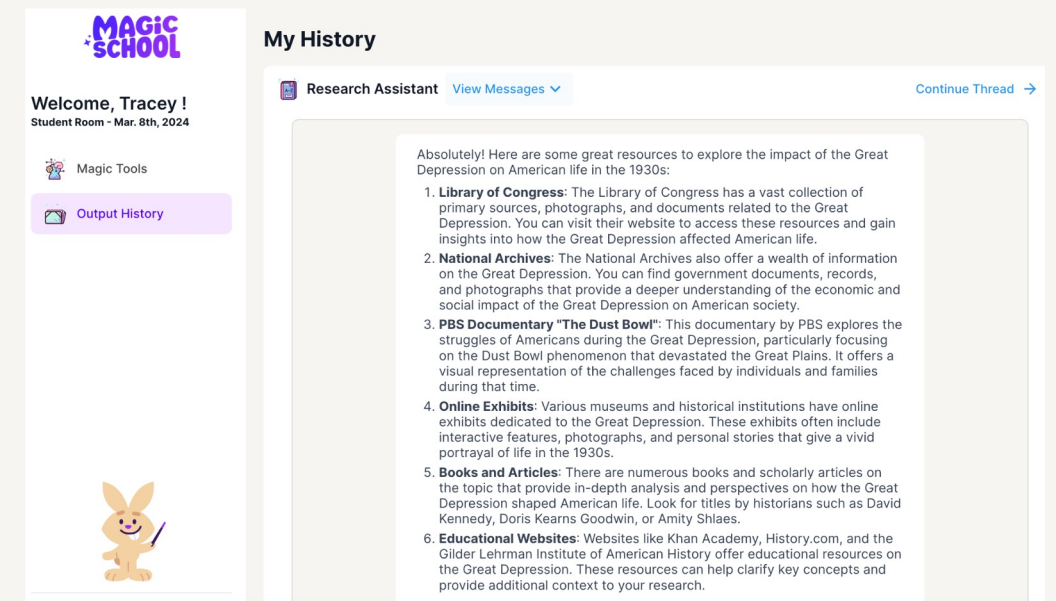 MAGiC
SCHOOL
Welcome, Tracey !
Student Room - Mar. 8th, 2024
Magic Tools
Output History
My History
Research Assistant View Messages
Continue Thread
Absolutely! Here are some great resources to explore the impact of the Great
Depression on American life in the 1930s:
1. Library of Congress: The Library of Congress has a vast collection of
primary sources, photographs, and documents related to the Great
Depression. You can visit their website to access these resources and gain
insights into how the Great Depression affected American life.
2. National Archives: The National Archives also offer a wealth of information
on the Great Depression. You can find government documents, records,
and photographs that provide a deeper understanding of the economic and
social impact of the Great Depression on American society.
3. PBS Documentary "The Dust Bowl": This documentary by PBS explores the
struggles of Americans during the Great Depression, particularly focusing
on the Dust Bowl phenomenon that devastated the Great Plains. It offers a
visual representation of the challenges faced by individuals and families
during that time.
4. Online Exhibits: Various museums and historical institutions have online
exhibits dedicated to the Great Depression. These exhibits often include
interactive features, photographs, and personal stories that give a vivid
portrayal of life in the 1930s.
5. Books and Articles: There are numerous books and scholarly articles on
the topic that provide in-depth analysis and perspectives on how the Great
Depression shaped American life. Look for titles by historians such as David
Kennedy, Doris Kearns Goodwin, or Amity Shlaes.
6. Educational Websites: Websites like Khan Academy, History.com, and the
Gilder Lehrman Institute of American History offer educational resources on
the Great Depression. These resources can help clarify key concepts and
provide additional context to your research.